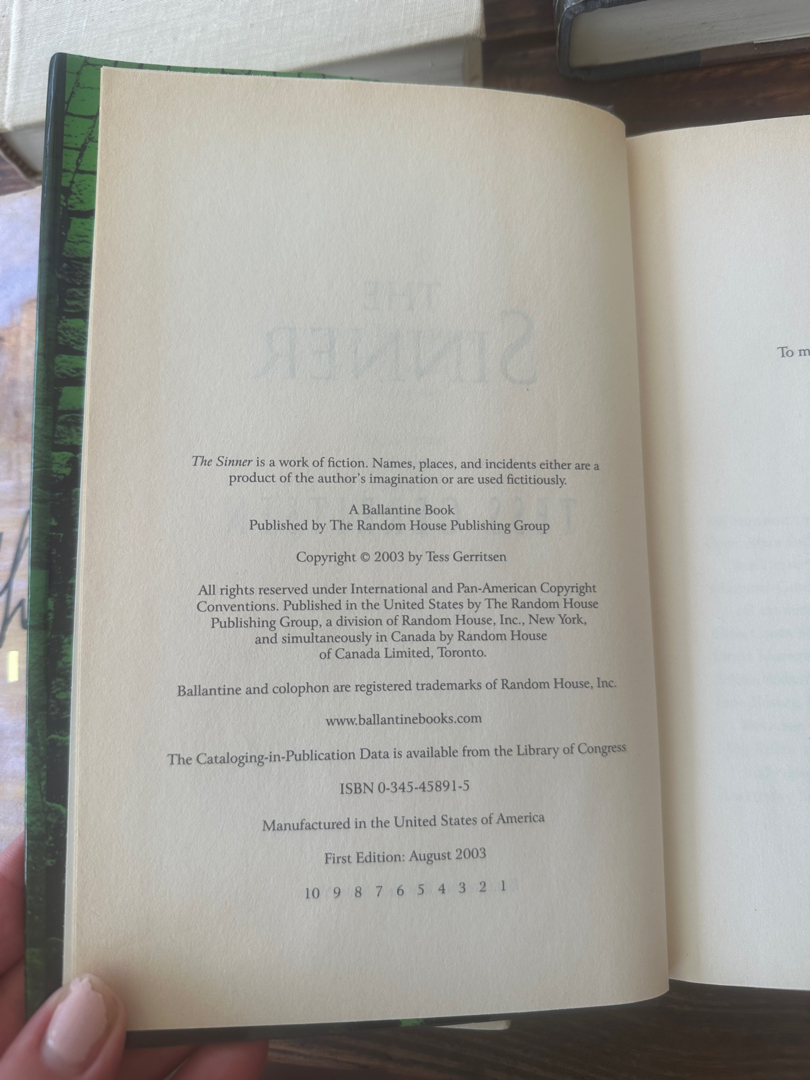 THE
SINNER
The Sinner is a work of fiction. Names, places, and incidents either are a
product of the author's imagination or are used fictitiously.
A Ballantine Book
Published by The Random House Publishing Group
Copyright © 2003 by Tess Gerritsen
All rights reserved under International and Pan-American Copyright
Conventions. Published in the United States by The Random House
Publishing Group, a division of Random House, Inc., New York,
and simultaneously in Canada by Random House
of Canada Limited, Toronto.
Ballantine and colophon are registered trademarks of Random House, Inc.
www.ballantinebooks.com
The Cataloging-in-Publication Data is available from the Library of Congress
ISBN 0-345-45891-5
Manufactured in the United States of America
First Edition: August 2003
10 9 8 7 6 5 4 3 2 1
To